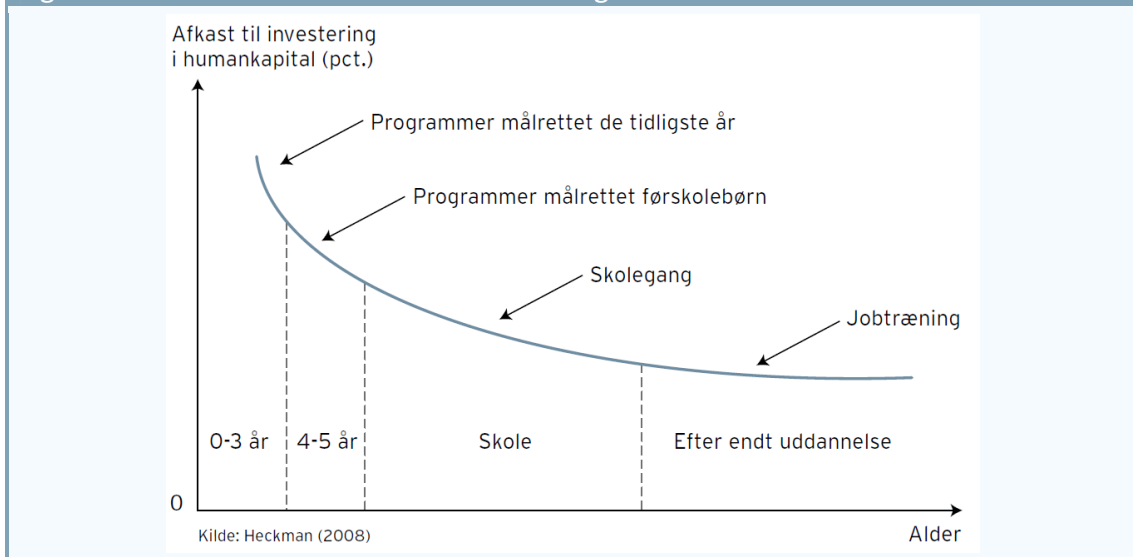 Afkast til investering
i humankapital (pct.)
Programmer målrettet de tidligste år
Programmer målrettet førskolebørn
Skolegang
Jobtræning
0-3 år
4-5 år
Skole
Efter endt uddannelse
0
Kilde: Heckman (2008)
Alder